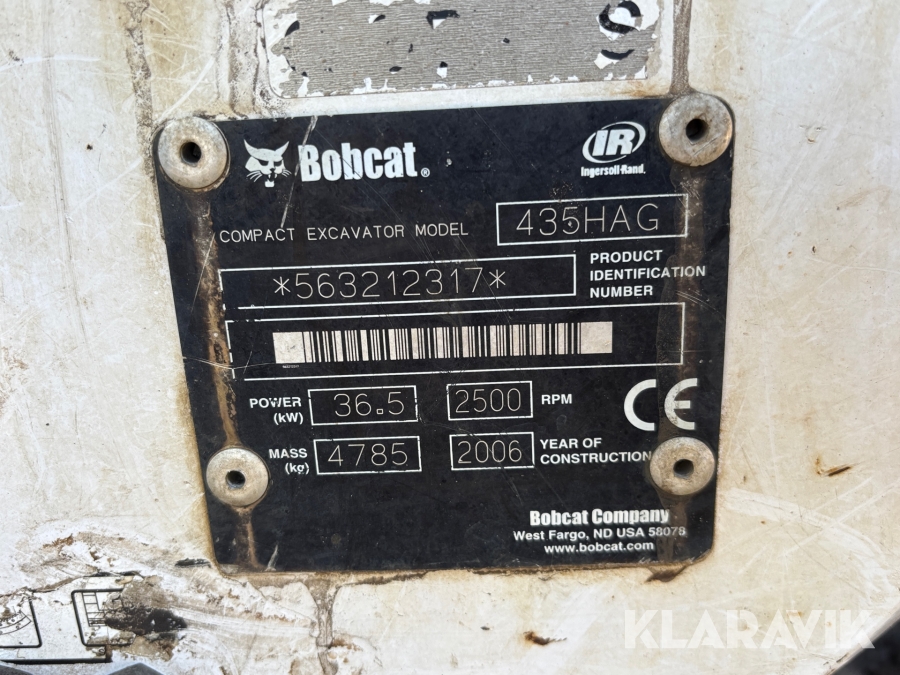 Bobcat®
IR
Ingersoll-Rand
COMPACT EXCAVATOR MODEL 435HAG
*563212317*
PRODUCT
IDENTIFICATION
NUMBER
POWER
(kW)
36.5
2500
RPM
MASS
(kg)
4785
2006
YEAR OF
CONSTRUCTION
CE
Bobcat Company
West Fargo, ND USA 58078
www.bobcat.com
KLARAVIK